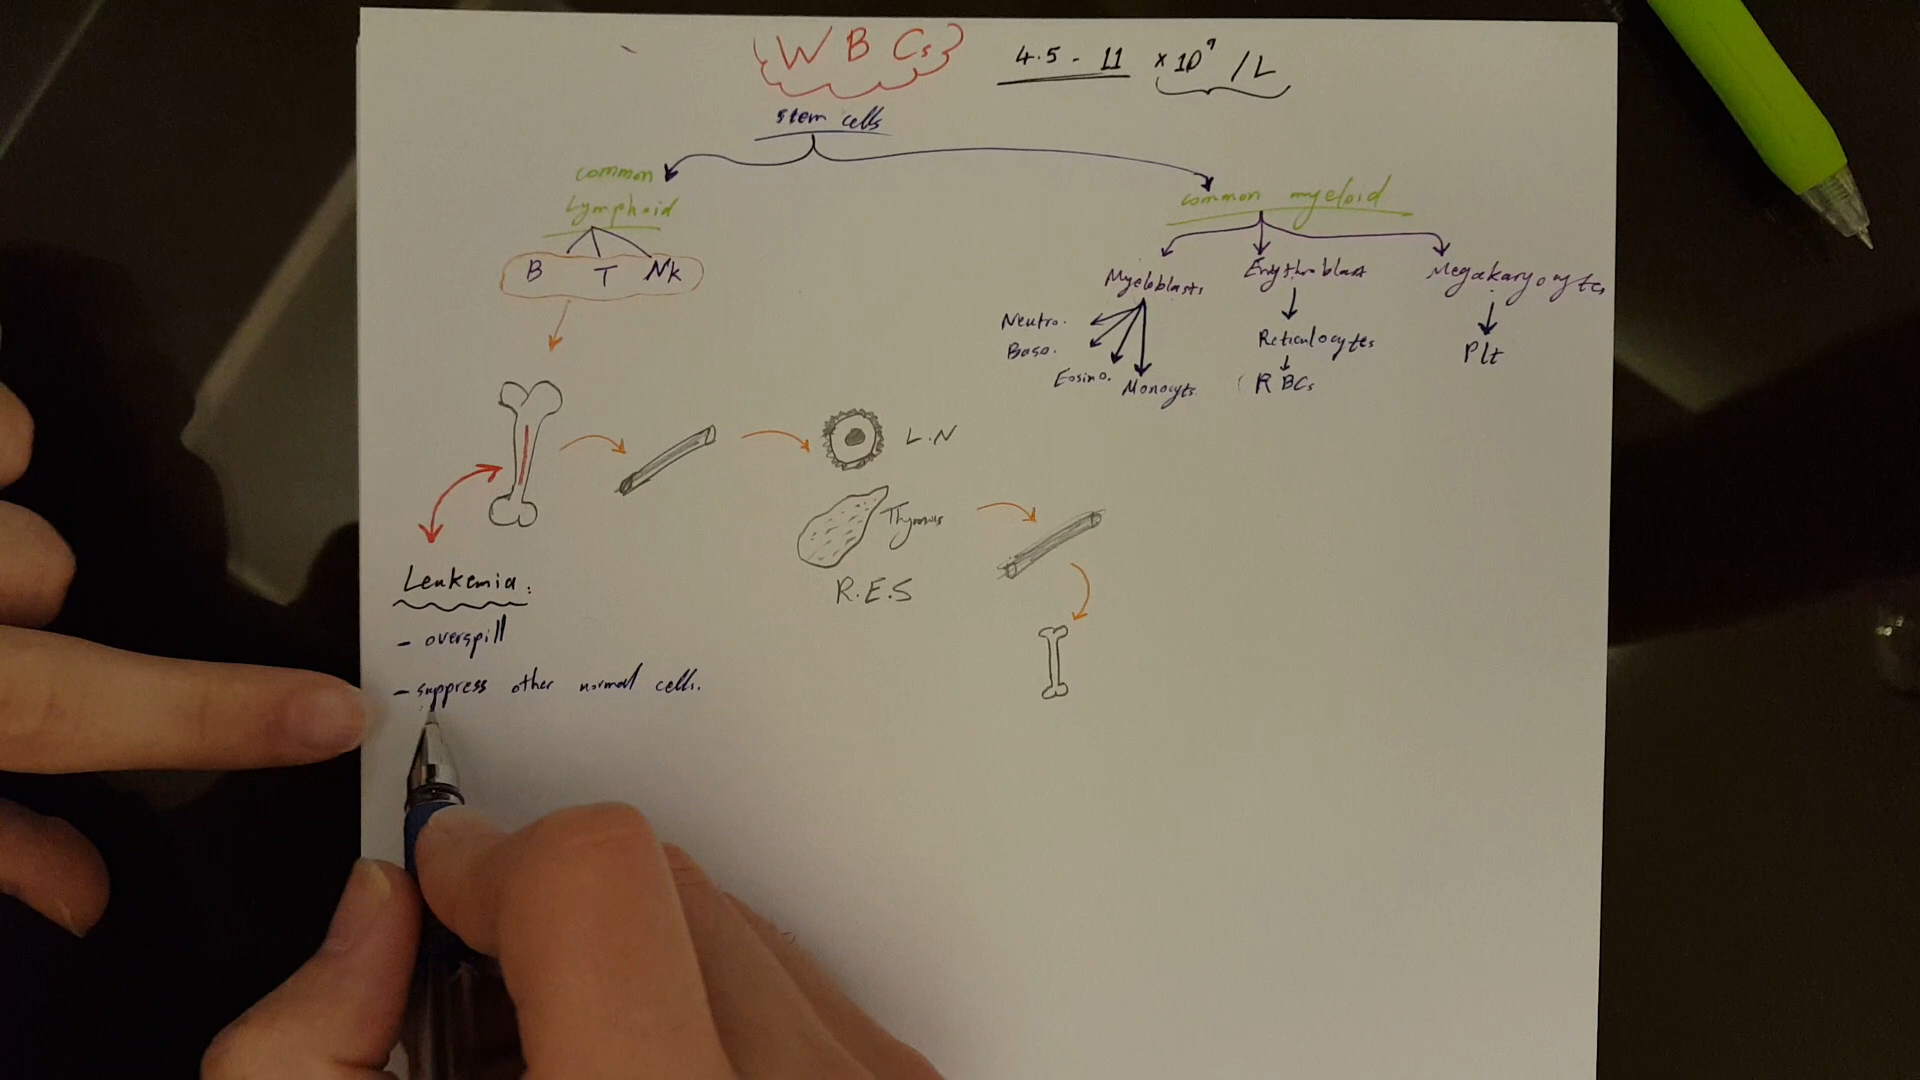 WBCs 4.5 - 11 x10⁹ /L
stem cells
common
Lymphoid
B T NK
common myeloid
Myeloblasts Erythroblast Megakaryocytes
Neutro.
Baso.
Eosino.
Monocyts
Reticulocytes
RBCs
Plt
L.N
Thymus
R.E.S
Leukemia:
- overspill
- suppress other normal cells.